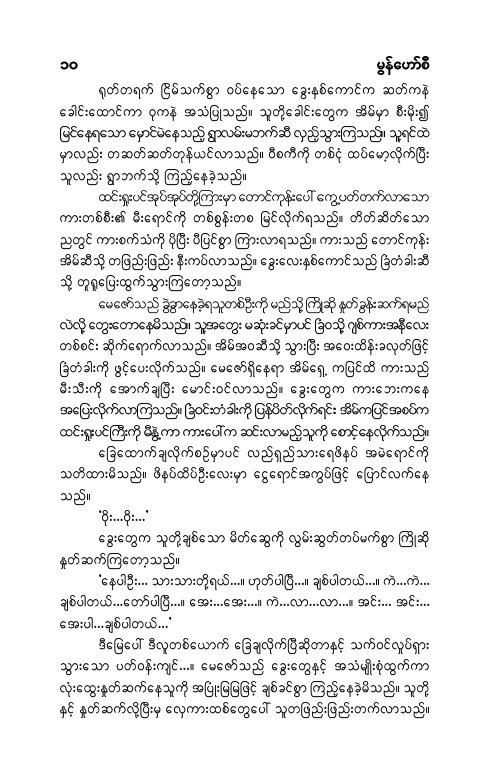 ၁၀ မွန်ဟော်စီ
ရုတ်တရက် ငြိမ်သက်စွာ ဝပ်နေသော ခွေးနှစ်ကောင်က ဆတ်ကနဲ
ခေါင်းထောင်ကာ ဝုကနဲ အသံပြုသည်။ သူတို့ခေါင်းတွေက အိမ်မှာ စီးမိုး၍
မြင်နေရသော မှောင်မဲနေသည့် ရွာလမ်းမဘက်ဆီ လှည့်သွားကြသည်။ သူ့ရင်ထဲ
မှာလည်း တဆတ်ဆတ်တုန်ယင်လာသည်။ ဝီစကီကို တစ်ငုံ ထပ်မော့လိုက်ပြီး
သူလည်း ရွာဘက်သို့ ကြည့်နေခဲ့သည်။
ထင်းရှူးပင်အုပ်အုပ်တို့ကြားမှာ တောင်ကုန်းပေါ် ကွေ့ပတ်တက်လာသော
ကားတစ်စီး၏ မီးရောင်ကို တစ်စွန်းတစ မြင်လိုက်ရသည်။ တိတ်ဆိတ်သော
ညတွင် ကားစက်သံကို ပိုပြီး ပီပြင်စွာ ကြားလာရသည်။ ကားသည် တောင်ကုန်း
အိမ်ဆီသို့ တဖြည်းဖြည်း နီးကပ်လာသည်။ ခွေးလေးနှစ်ကောင်သည် ခြံတံခါးဆီ
သို့ တူရူပြေးထွက်သွားကြတော့သည်။
မေဇော်သည် ခွဲခွာနေခဲ့ရသူတစ်ဦးကို မည်သို့ ကြိုဆို နှုတ်ခွန်းဆက်ရမည်
လဲလို့ တွေးတောနေမိသည်။ သူ့အတွေး မဆုံးခင်မှာပင် ခြံဝသို့ ဂျစ်ကားအနီလေး
တစ်စင်း ဆိုက်ရောက်လာသည်။ အိမ်အဝဆီသို့ သွားပြီး အဝေးထိန်းခလုတ်ဖြင့်
ခြံတံခါးကို ဖွင့်ပေးလိုက်သည်။ မေဇော်ရှိနေရာ အိမ်ရှေ့ ကပြင်ထိ ကားသည်
မီးသီးကို အောက်ချပြီး မောင်းဝင်လာသည်။ ခွေးတွေက ကားဘေးကနေ
အပြေးလိုက်လာကြသည်။ ခြံဝင်းတံခါးကို ပြန်ပိတ်လိုက်ရင်း အိမ်ကပြင်အစပ်က
ထင်းရှူးပင်ကြီးကို မှီရွဲ့ကာ ကားပေါ်က ဆင်းလာမည့်သူကို စောင့်နေလိုက်သည်။
ခြေထောက်ချလိုက်စဉ်မှာပင် လည်ရှည်သားရေဖိနပ် အမဲရောင်ကို
သတိထားမိသည်။ ဖိနပ်ထိပ်ဦးလေးမှာ ငွေရောင်အကွပ်ဖြင့် ပြောင်လက်နေ
သည်။
‘ဝိုး...ဝိုး...’
ခွေးတွေက သူတို့ချစ်သော မိတ်ဆွေကို လွမ်းဆွတ်တပ်မက်စွာ ကြိုဆို
နှုတ်ဆက်ကြတော့သည်။
‘နေပါဦး... သားသားတို့ရယ်...။ ဟုတ်ပါပြီ...။ ချစ်ပါတယ်...။ ကဲ...ကဲ...
ချစ်ပါတယ်...တော်ပါပြီ...။ အေး...အေး...။ ကဲ...လာ...လာ...။ အင်း... အင်း...
အေးပါ...ချစ်ပါတယ်...’
ဒီမြေပေါ် ဒီလူတစ်ယောက် ခြေချလိုက်ပြီဆိုတာနှင့် သက်ဝင်လှုပ်ရှား
သွားသော ပတ်ဝန်းကျင်...။ မေဇော်သည် ခွေးတွေနှင့် အသံမျိုးစုံထွက်ကာ
လုံးထွေးနှုတ်ဆက်နေသူကို အပြုံးမြမြဖြင့် ချစ်ခင်စွာ ကြည့်နေခဲ့မိသည်။ သူတို့
နှင့် နှုတ်ဆက်လို့ပြီးမှ လှေကားထစ်တွေပေါ် သူတဖြည်းဖြည်းတက်လာသည်။